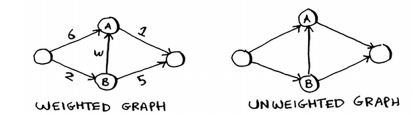 6 A 1 A
W
2 B 5 B
WEIGHTED GRAPH UNWEIGHTED GRAPH